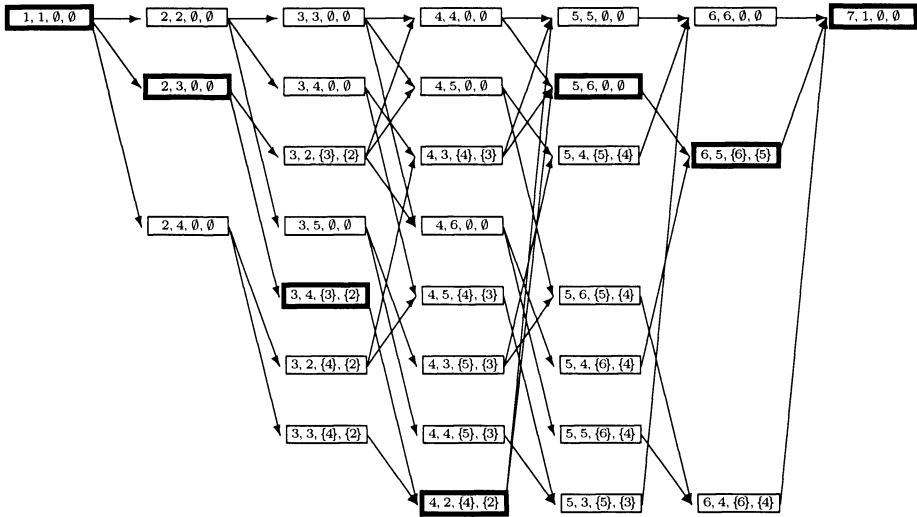 1, 1, ∅, ∅ 2, 2, ∅, ∅ 3, 3, ∅, ∅ 4, 4, ∅, ∅ 5, 5, ∅, ∅ 6, 6, ∅, ∅ 7, 1, ∅, ∅
2, 3, ∅, ∅ 3, 4, ∅, ∅ 4, 5, ∅, ∅ 5, 6, ∅, ∅
3, 2, {3}, {2} 4, 3, {4}, {3} 5, 4, {5}, {4} 6, 5, {6}, {5}
2, 4, ∅, ∅ 3, 5, ∅, ∅ 4, 6, ∅, ∅
3, 4, {3}, {2} 4, 5, {4}, {3} 5, 6, {5}, {4}
3, 2, {4}, {2} 4, 3, {5}, {3} 5, 4, {6}, {4}
3, 3, {4}, {2} 4, 4, {5}, {3} 5, 5, {6}, {4}
4, 2, {4}, {2} 5, 3, {5}, {3} 6, 4, {6}, {4}